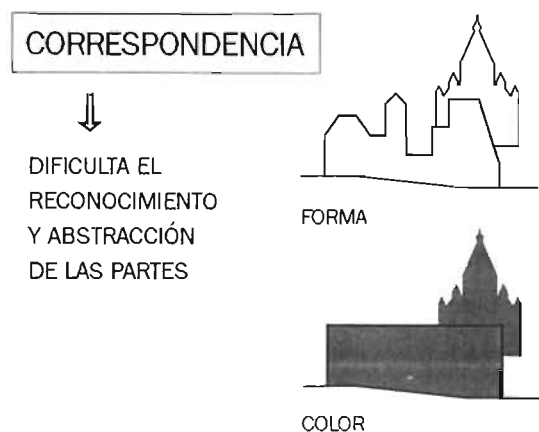 CORRESPONDENCIA
DIFICULTA EL
RECONOCIMIENTO
Y ABSTRACCIÓN
DE LAS PARTES
FORMA
COLOR